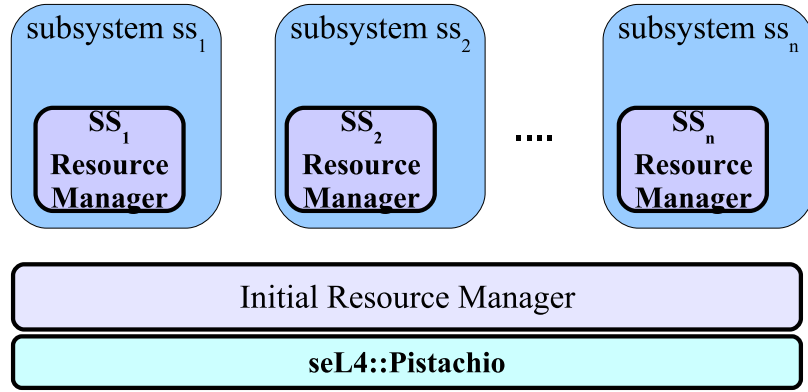 subsystem ss1
SS1
Resource
Manager
subsystem ss2
SS2
Resource
Manager
....
subsystem ssn
SSn
Resource
Manager
Initial Resource Manager
seL4::Pistachio